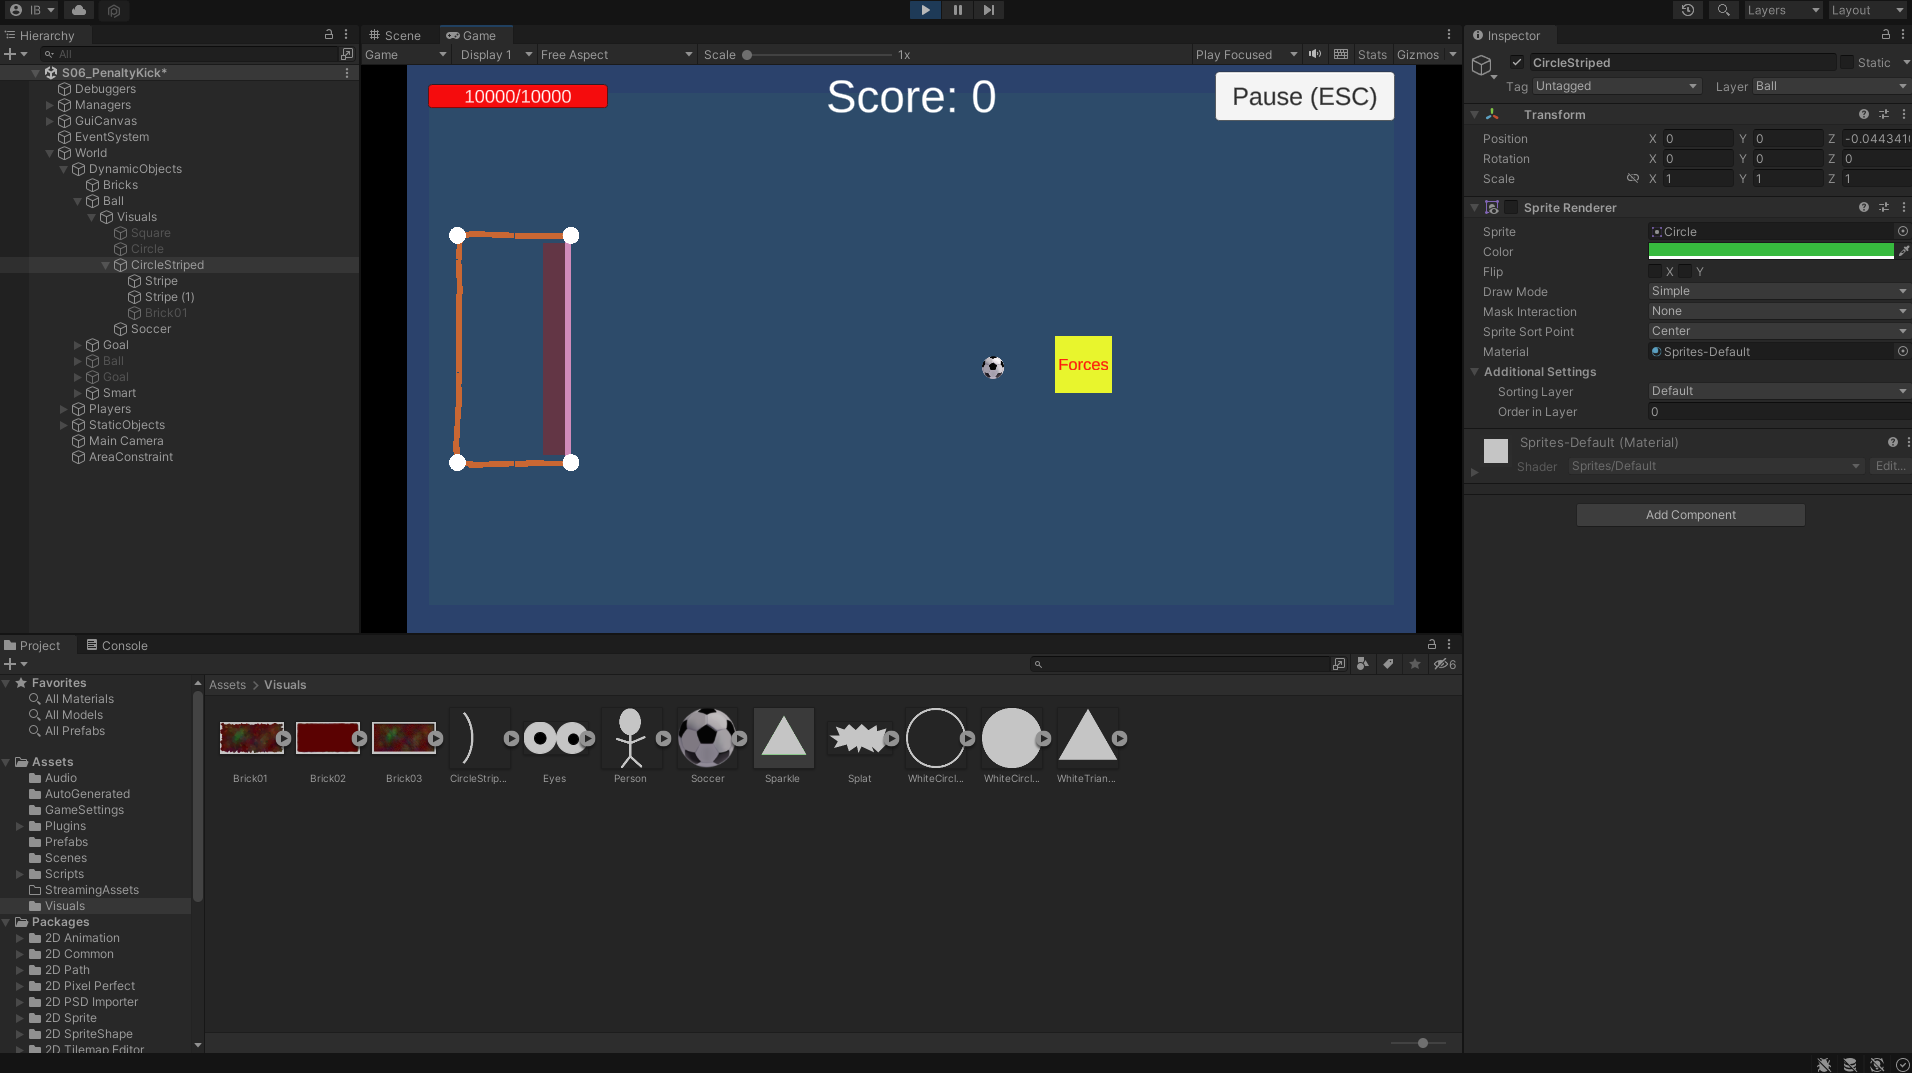 IB
Layers
Layout
Hierarchy
All
S06_PenaltyKick*
Debuggers
Managers
GuiCanvas
EventSystem
World
DynamicObjects
Bricks
Ball
Visuals
Square
Circle
CircleStriped
Stripe
Stripe (1)
Brick01
Soccer
Goal
Ball
Goal
Smart
Players
StaticObjects
Main Camera
AreaConstraint
Scene
Game
Game
Display 1
Free Aspect
Scale
1x
Play Focused
Stats
Gizmos
10000/10000
Score: 0
Pause (ESC)
Forces
Inspector
CircleStriped
Static
Tag Untagged
Layer Ball
Transform
Position X 0 Y 0 Z -0.044341
Rotation X 0 Y 0 Z 0
Scale X 1 Y 1 Z 1
Sprite Renderer
Sprite Circle
Color
Flip X Y
Draw Mode Simple
Mask Interaction None
Sprite Sort Point Center
Material Sprites-Default
Additional Settings
Sorting Layer Default
Order in Layer 0
Sprites-Default (Material)
Shader Sprites/Default Edit...
Add Component
Project
Console
6
Favorites
All Materials
All Models
All Prefabs
Assets
Audio
AutoGenerated
GameSettings
Plugins
Prefabs
Scenes
Scripts
StreamingAssets
Visuals
Packages
2D Animation
2D Common
2D Path
2D Pixel Perfect
2D PSD Importer
2D Sprite
2D SpriteShape
2D Tilemap Editor
Assets > Visuals
Brick01
Brick02
Brick03
CircleStrip...
Eyes
Person
Soccer
Sparkle
Splat
WhiteCircl...
WhiteCircl...
WhiteTrian...